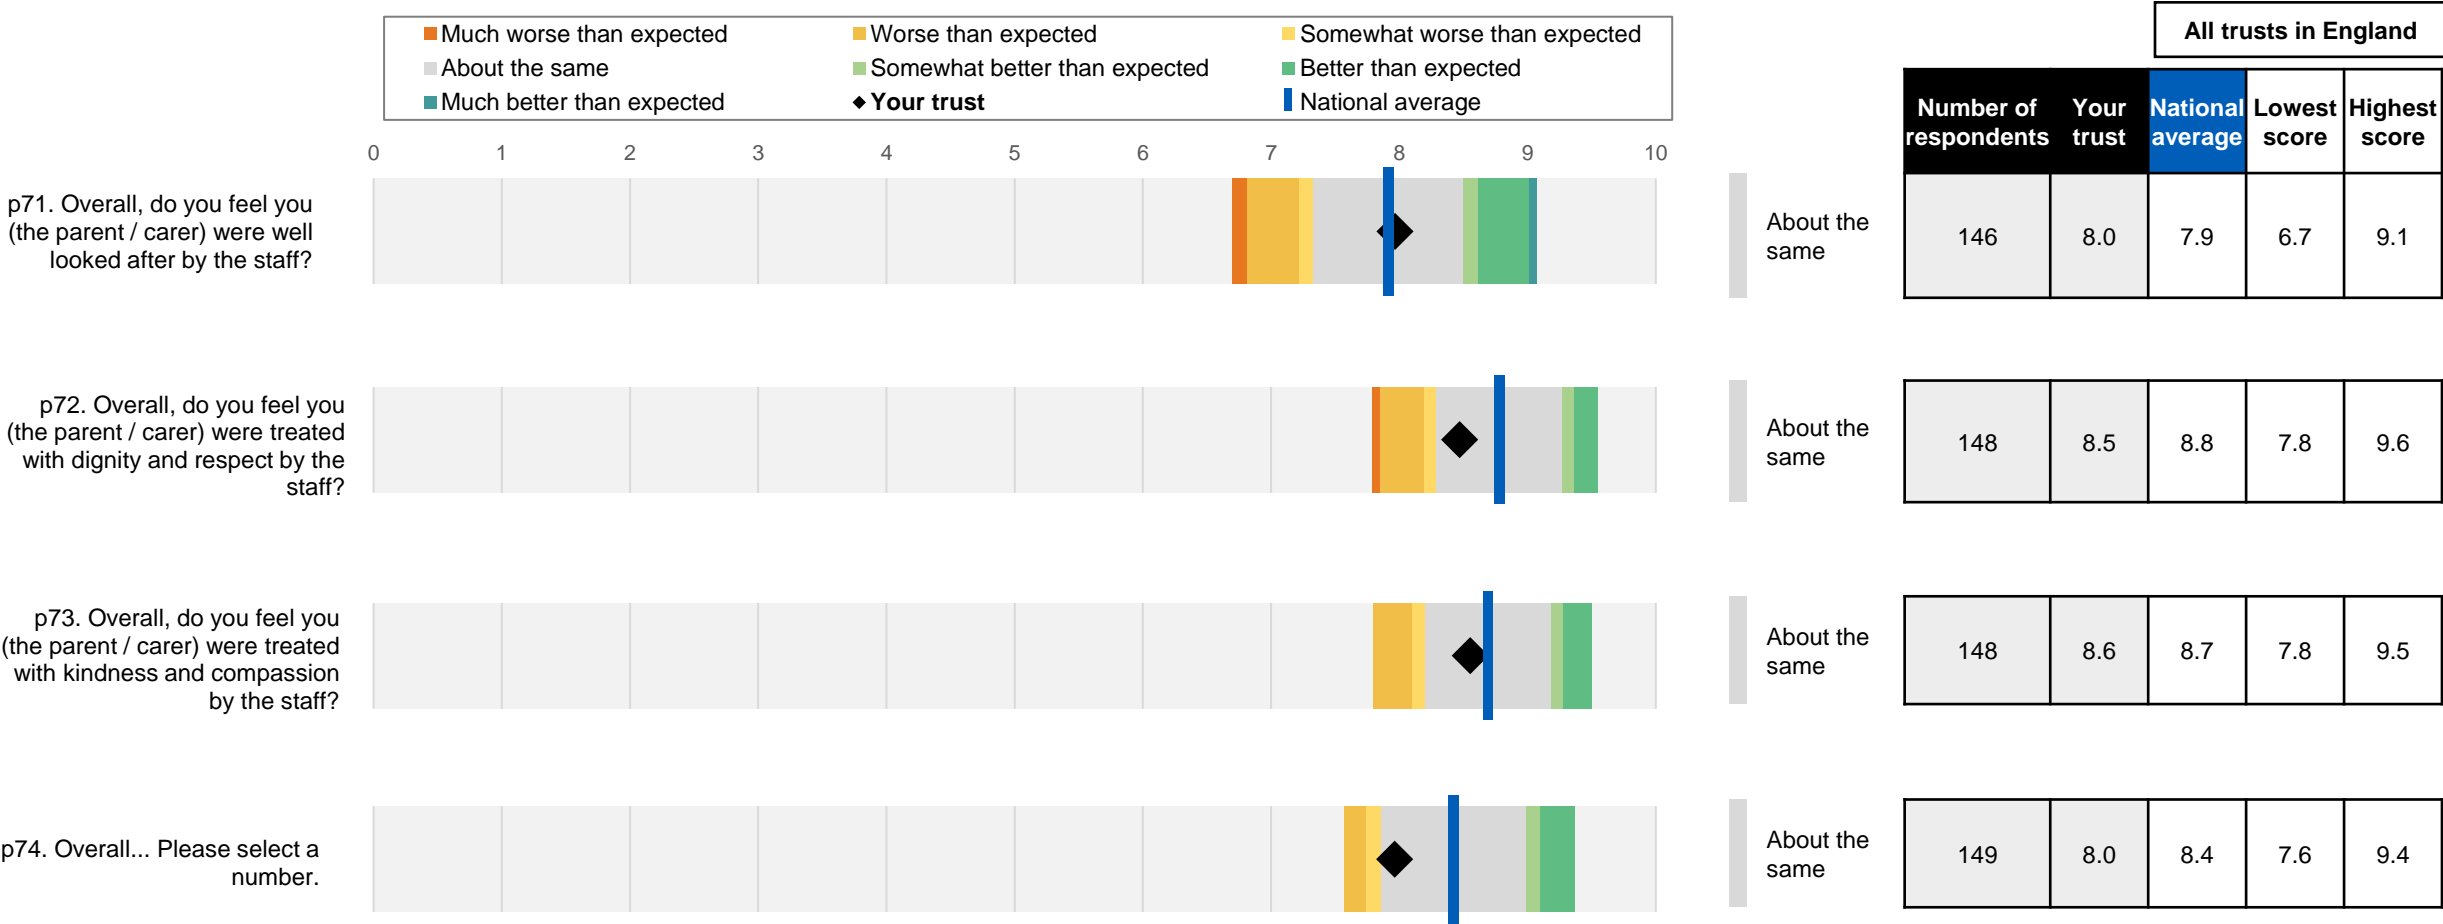 All trusts in England
Much worse than expected
Worse than expected
Somewhat worse than expected
About the same
Somewhat better than expected
Better than expected
Much better than expected
Your trust
National average
Number of respondents
Your trust
National average
Lowest score
Highest score
0 1 2 3 4 5 6 7 8 9 10
p71. Overall, do you feel you
(the parent / carer) were well
looked after by the staff?
About the
same
146 8.0 7.9 6.7 9.1
p72. Overall, do you feel you
(the parent / carer) were treated
with dignity and respect by the
staff?
About the
same
148 8.5 8.8 7.8 9.6
p73. Overall, do you feel you
(the parent / carer) were treated
with kindness and compassion
by the staff?
About the
same
148 8.6 8.7 7.8 9.5
p74. Overall... Please select a
number.
About the
same
149 8.0 8.4 7.6 9.4